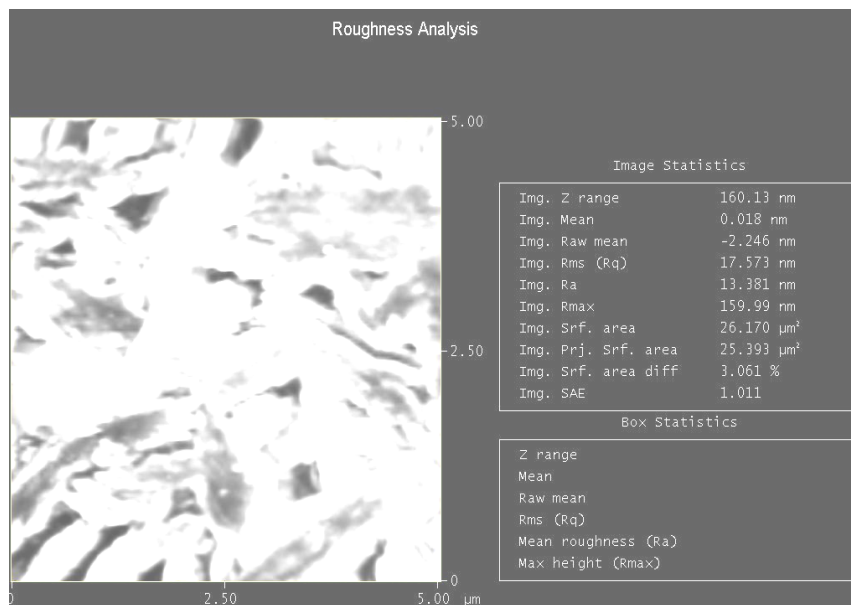 Roughness Analysis
5.00
2.50
0
0 2.50 5.00 µm
Image Statistics
Img. Z range 160.13 nm
Img. Mean 0.018 nm
Img. Raw mean -2.246 nm
Img. Rms (Rq) 17.573 nm
Img. Ra 13.381 nm
Img. Rmax 159.99 nm
Img. Srf. area 26.170 µm²
Img. Prj. Srf. area 25.393 µm²
Img. Srf. area diff 3.061 %
Img. SAE 1.011
Box Statistics
Z range
Mean
Raw mean
Rms (Rq)
Mean roughness (Ra)
Max height (Rmax)